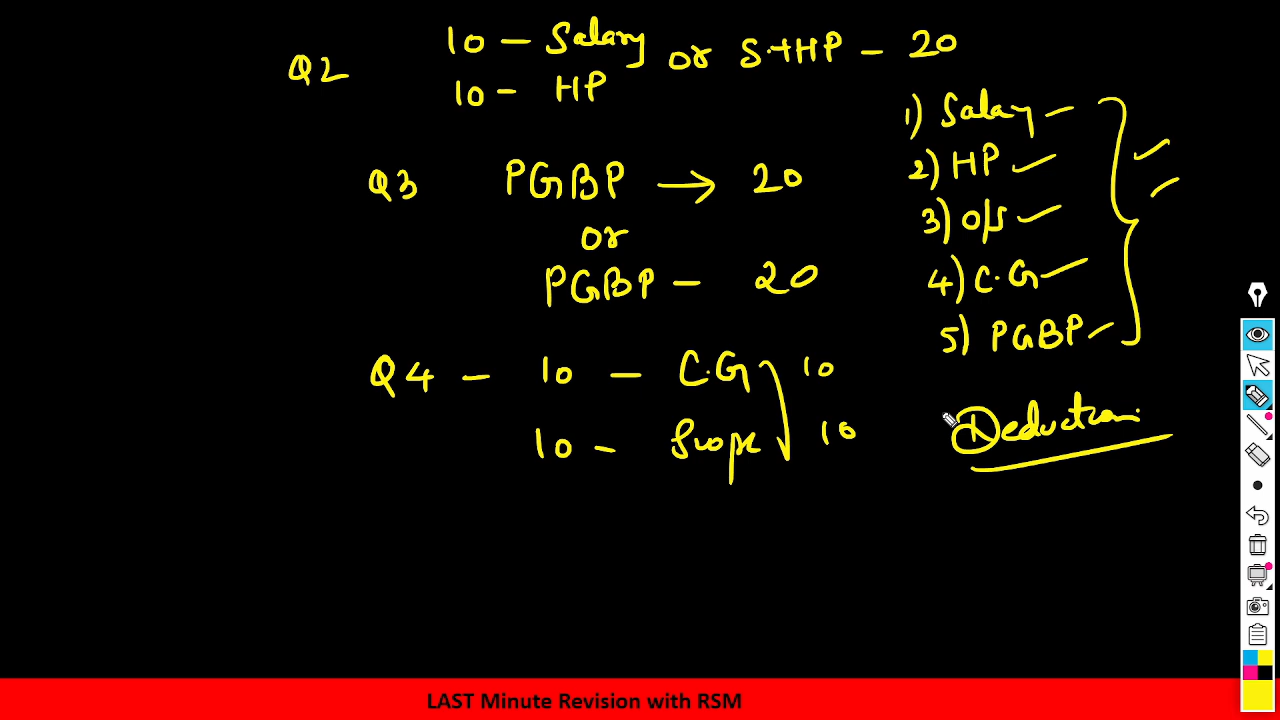 Q2
10 - Salary
10 - HP
or S+HP - 20
Q3 PGBP → 20
or
PGBP - 20
Q4 - 10 - C.G 10
10 - Scope 10
1) Salary
2) HP
3) O/S
4) C.G
5) PGBP
Deduction
LAST Minute Revision with RSM